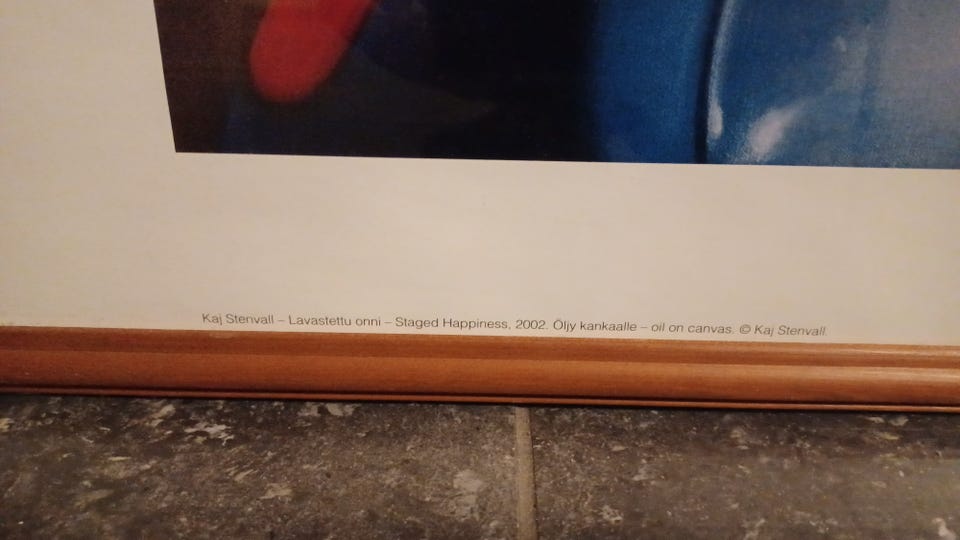 Kaj Stenvall – Lavastettu onni – Staged Happiness, 2002. Öljy kankaalle – oil on canvas. © Kaj Stenvall